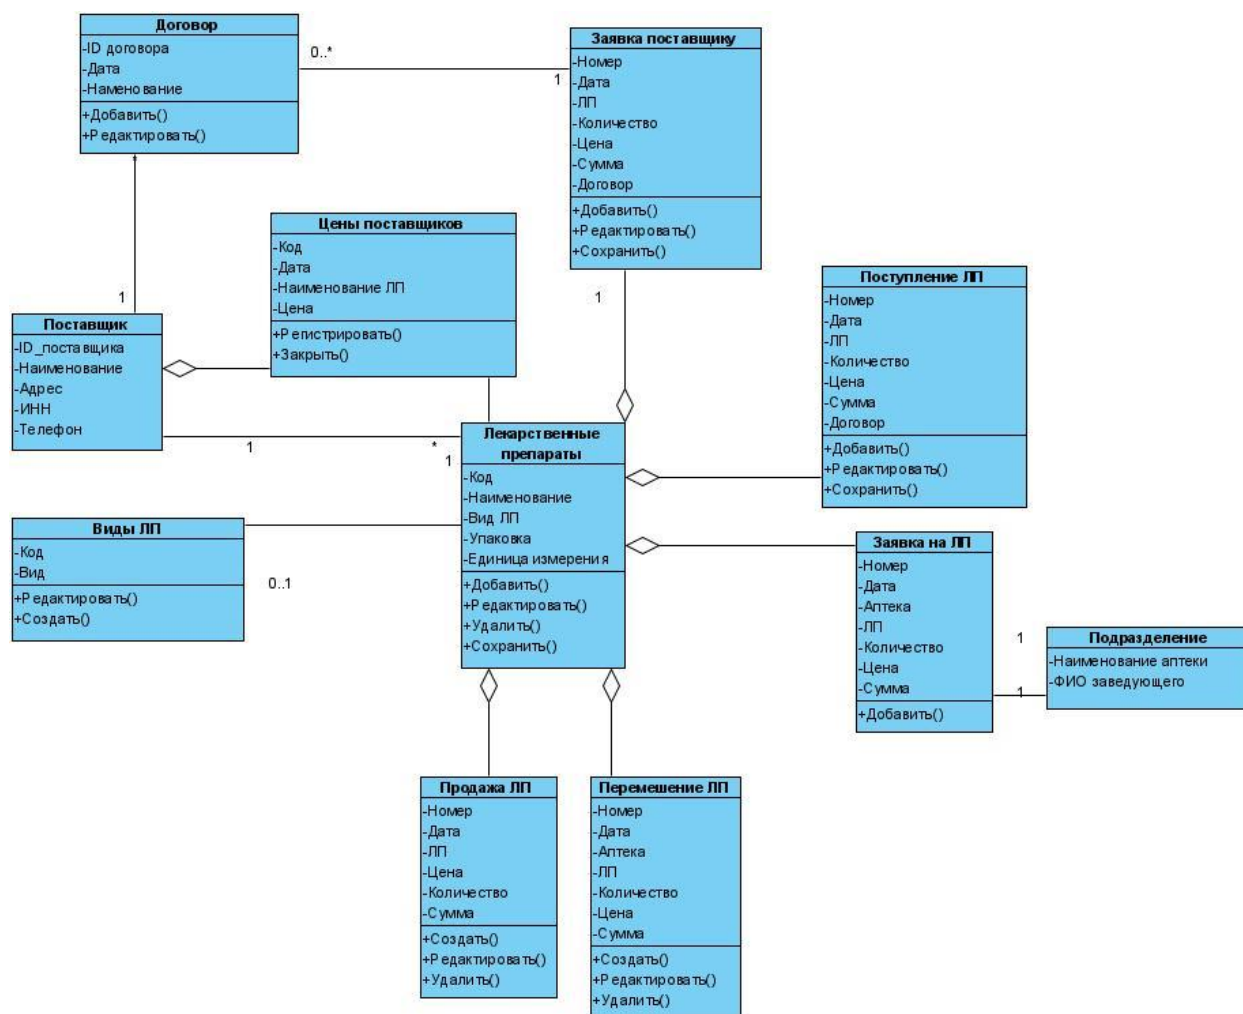 Договор
-ID договора
-Дата
-Наменование
+Добавить()
+Редактировать()
*
0..*
1
Заявка поставщику
-Номер
-Дата
-ЛП
-Количество
-Цена
-Сумма
-Договор
+Добавить()
+Редактировать()
+Сохранить()
1
Цены поставщиков
-Код
-Дата
-Наименование ЛП
-Цена
+Регистрировать()
+Закрыть()
1
Поставщик
-ID_поставщика
-Наименование
-Адрес
-ИНН
-Телефон
1
*
1
Поступление ЛП
-Номер
-Дата
-ЛП
-Количество
-Цена
-Сумма
-Договор
+Добавить()
+Редактировать()
+Сохранить()
Лекарственные
препараты
-Код
-Наименование
-Вид ЛП
-Упаковка
-Единица измерения
+Добавить()
+Редактировать()
+Удалить()
+Сохранить()
Виды ЛП
-Код
-Вид
+Редактировать()
+Создать()
0..1
Заявка на ЛП
-Номер
-Дата
-Аптека
-ЛП
-Количество
-Цена
-Сумма
+Добавить()
1
1
Подразделение
-Наименование аптеки
-ФИО заведующего
Продажа ЛП
-Номер
-Дата
-ЛП
-Цена
-Количество
-Сумма
+Создать()
+Редактировать()
+Удалить()
Перемешение ЛП
-Номер
-Дата
-Аптека
-ЛП
-Количество
-Цена
-Сумма
+Создать()
+Редактировать()
+Удалить()